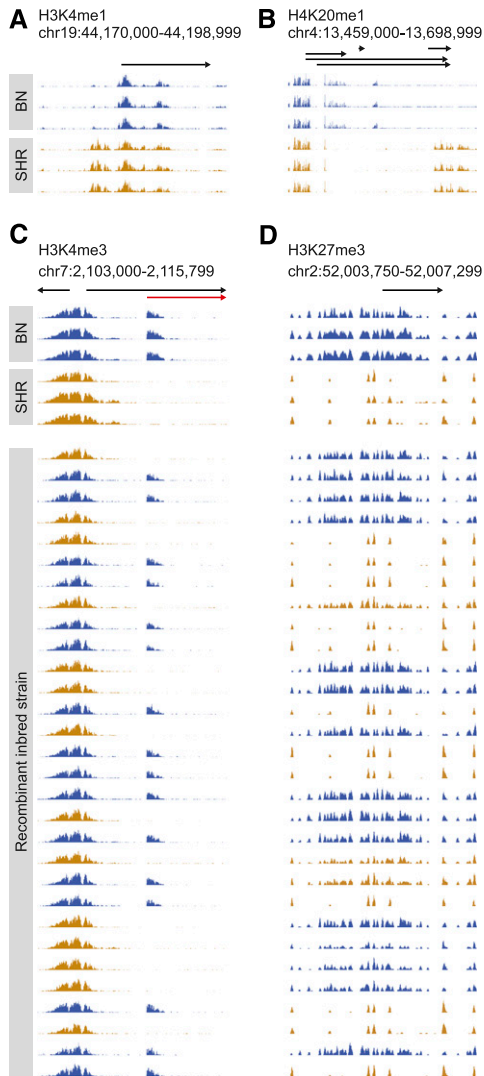 A
H3K4me1
chr19:44,170,000-44,198,999
BN
SHR
B
H4K20me1
chr4:13,459,000-13,698,999
BN
SHR
C
H3K4me3
chr7:2,103,000-2,115,799
BN
SHR
Recombinant inbred strain
D
H3K27me3
chr2:52,003,750-52,007,299